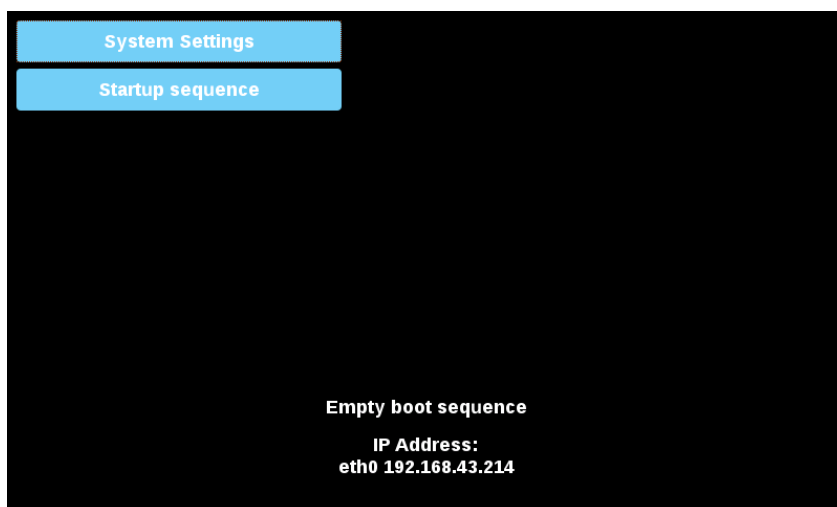 System Settings
Startup sequence
Empty boot sequence
IP Address:
eth0 192.168.43.214